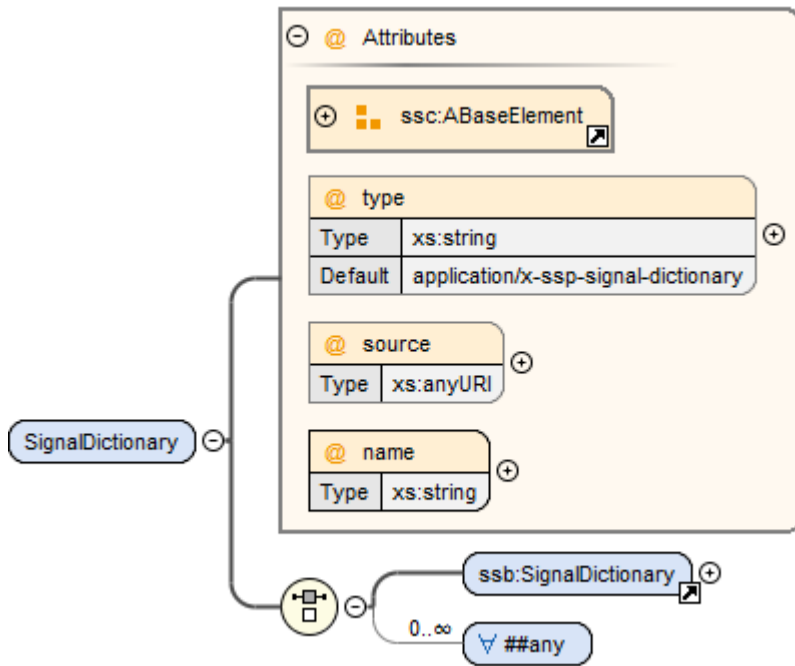 @ Attributes
ssc:ABaseElement
@ type
Type xs:string
Default application/x-ssp-signal-dictionary
@ source
Type xs:anyURI
SignalDictionary
@ name
Type xs:string
ssb:SignalDictionary
0..∞
∀ ##any